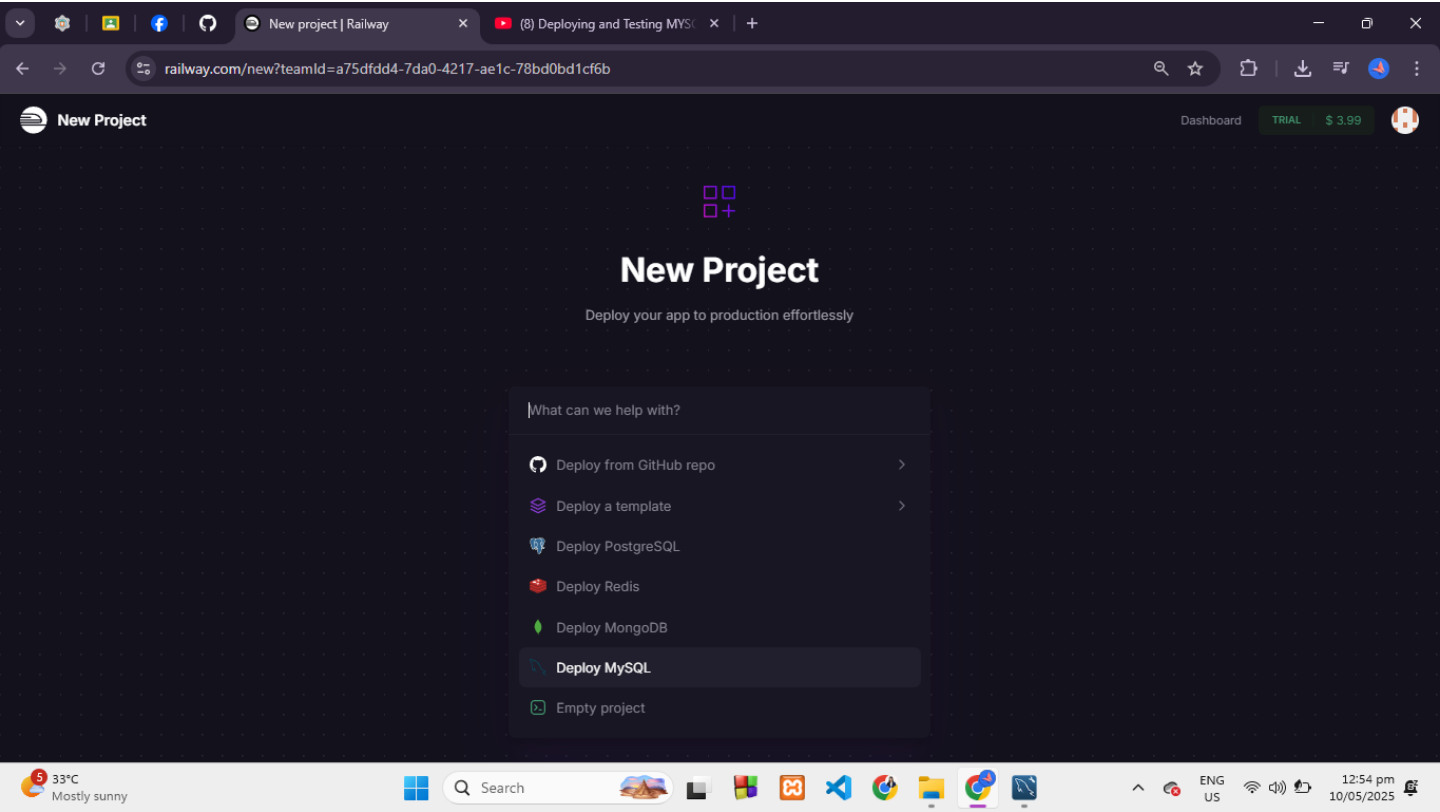 New project | Railway
(8) Deploying and Testing MYS
railway.com/new?teamId=a75dfdd4-7da0-4217-ae1c-78bd0bd1cf6b
New Project
Dashboard
TRIAL
$ 3.99
New Project
Deploy your app to production effortlessly
What can we help with?
Deploy from GitHub repo
Deploy a template
Deploy PostgreSQL
Deploy Redis
Deploy MongoDB
Deploy MySQL
Empty project
5
33°C
Mostly sunny
Search
ENG
US
12:54 pm
10/05/2025